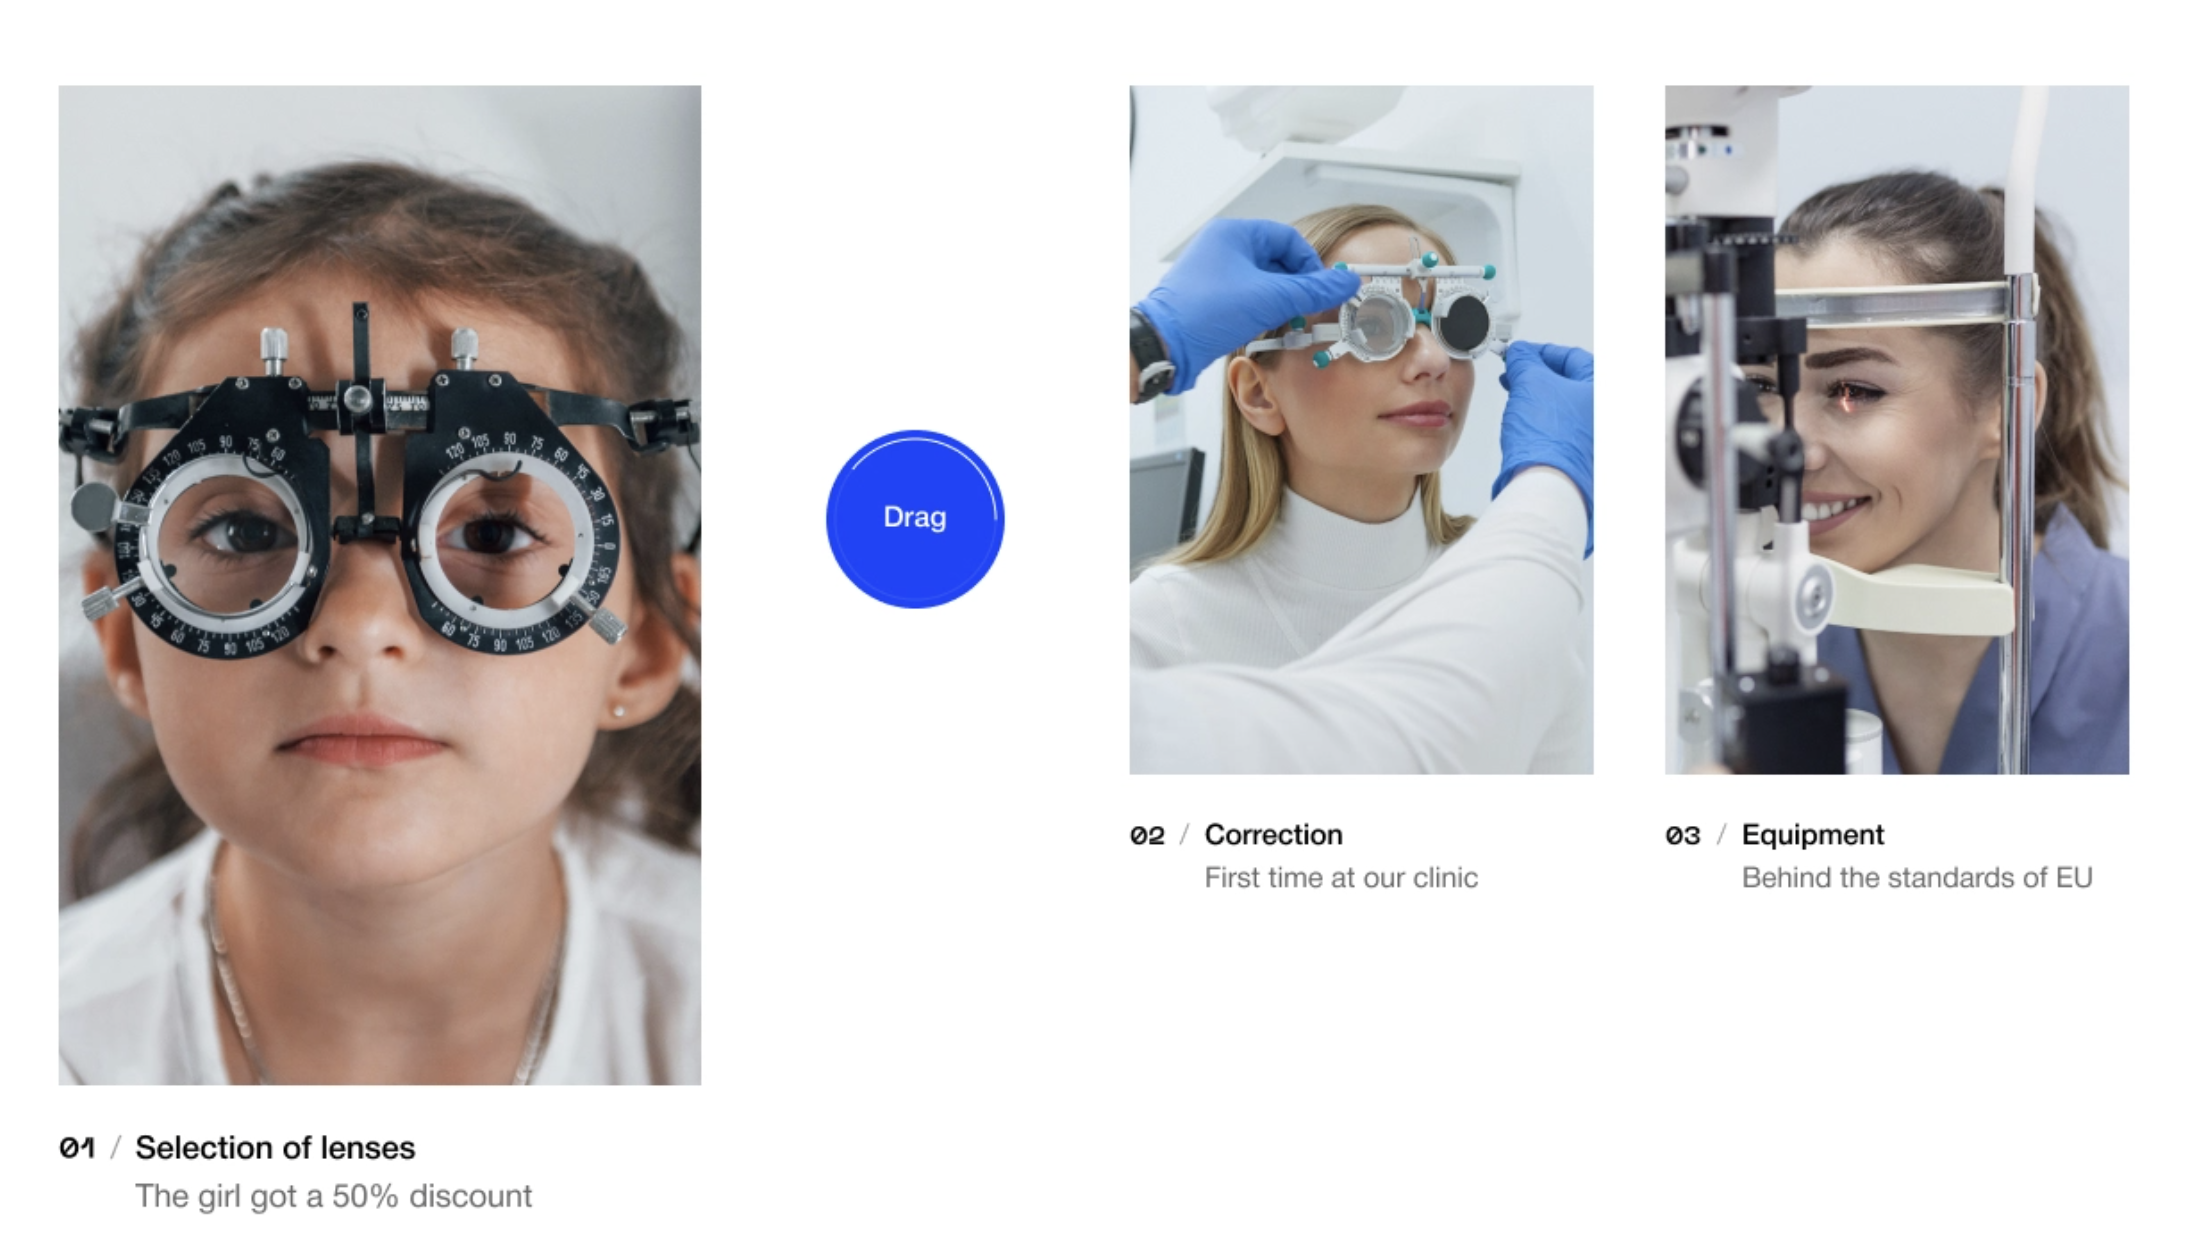 Drag
01 / Selection of lenses
The girl got a 50% discount
02 / Correction
First time at our clinic
03 / Equipment
Behind the standards of EU